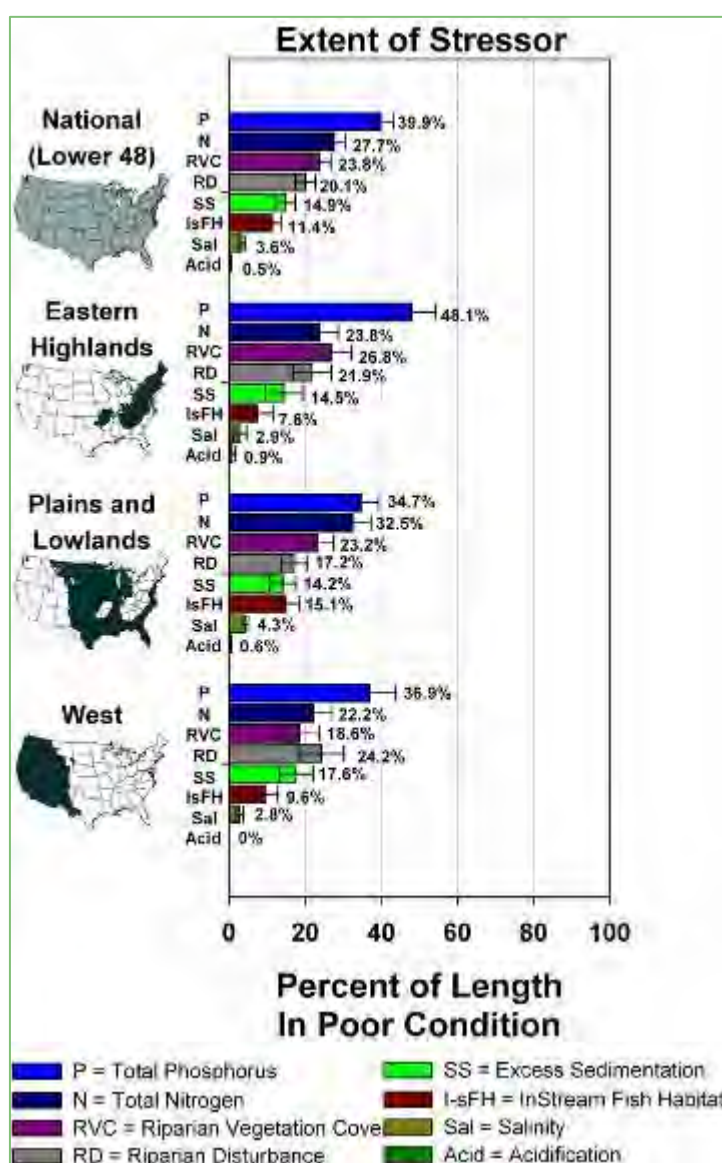 Extent of Stressor
National
(Lower 48)
P 39.9%
N 27.7%
RVC 23.8%
RD 20.1%
SS 14.9%
IsFH 11.4%
Sal 3.6%
Acid 0.5%
Eastern
Highlands
P 48.1%
N 23.8%
RVC 26.8%
RD 21.9%
SS 14.5%
IsFH 7.6%
Sal 2.9%
Acid 0.9%
Plains and
Lowlands
P 34.7%
N 32.5%
RVC 23.2%
RD 17.2%
SS 14.2%
IsFH 15.1%
Sal 4.3%
Acid 0.6%
West
P 36.9%
N 22.2%
RVC 18.6%
RD 24.2%
SS 17.6%
IsFH 9.6%
Sal 2.8%
Acid 0%
0 20 40 60 80 100
Percent of Length
In Poor Condition
P = Total Phosphorus
N = Total Nitrogen
RVC = Riparian Vegetation Cove
RD = Riparian Disturbance
SS = Excess Sedimentation
I-sFH = InStream Fish Habitat
Sal = Salinity
Acid = Acidification